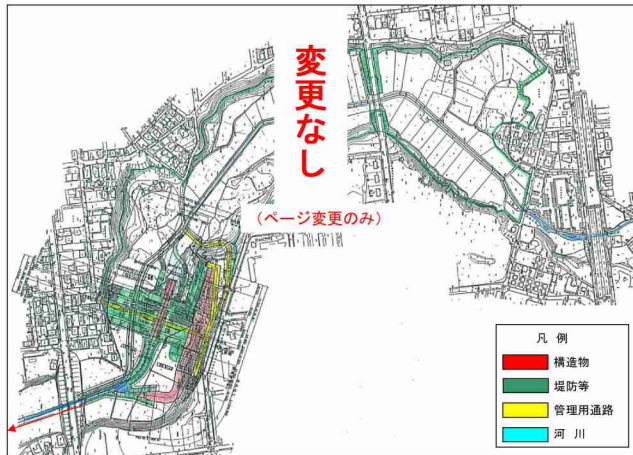 変更なし
（ページ変更のみ）
凡 例
構造物
堤防等
管理用通路
河 川